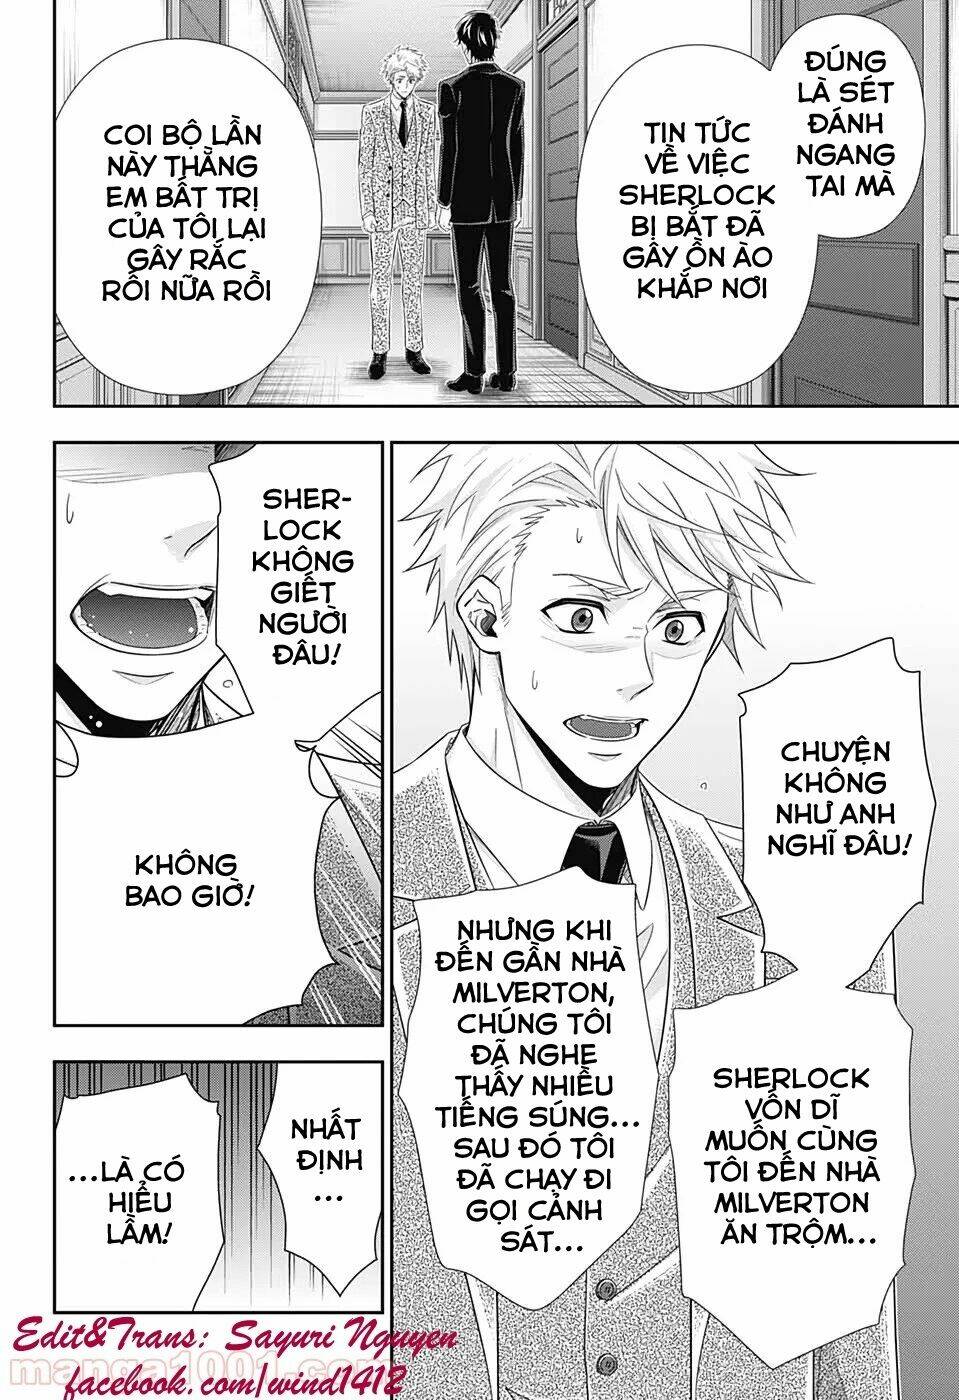 ĐÚNG
LÀ SÉT
ĐÁNH
NGANG
TAI MÀ
TIN TỨC
VỀ VIỆC
SHERLOCK
BỊ BẮT ĐÃ
GÂY ỒN ÀO
KHẮP NƠI
COI BỘ LẦN
NÀY THẰNG
EM BẤT TRỊ
CỦA TÔI LẠI
GÂY RẮC
RỐI NỮA RỒI
CHUYỆN
KHÔNG
NHƯ ANH
NGHĨ ĐÂU!
SHERLOCK
VỐN DĨ
MUỐN CÙNG
TÔI ĐẾN NHÀ
MILVERTON
ĂN TRỘM...
NHƯNG KHI
ĐẾN GẦN NHÀ
MILVERTON,
CHÚNG TÔI
ĐÃ NGHE
THẤY NHIỀU
TIẾNG SÚNG...
SAU ĐÓ TÔI
ĐÃ CHẠY ĐI
GỌI CẢNH
SÁT...
SHER-
LOCK
KHÔNG
GIẾT
NGƯỜI
ĐÂU!
KHÔNG
BAO GIỜ!
NHẤT
ĐỊNH
...
...LÀ CÓ
HIỂU
LẦM!
Edit&Trans: Sayuri Nguyen
manga1001.com
facebook.com/wind1412